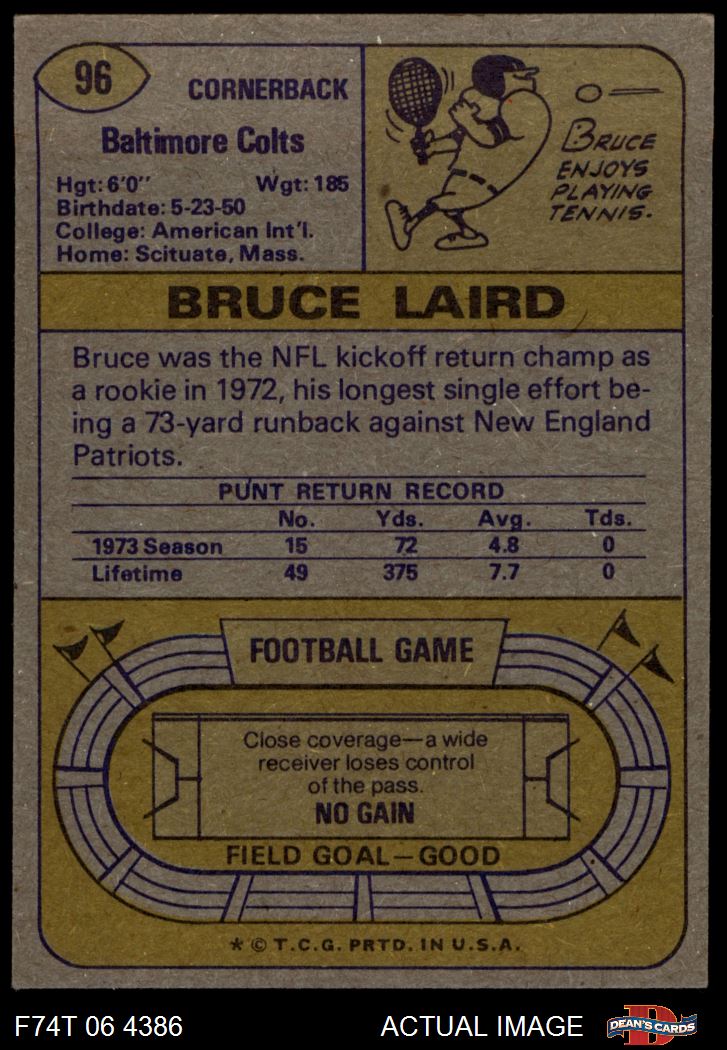 96
CORNERBACK
Baltimore Colts
Hgt: 6'0" Wgt: 185
Birthdate: 5-23-50
College: American Int'l.
Home: Scituate, Mass.
BRUCE
ENJOYS
PLAYING
TENNIS.
BRUCE LAIRD
Bruce was the NFL kickoff return champ as
a rookie in 1972, his longest single effort be-
ing a 73-yard runback against New England
Patriots.
PUNT RETURN RECORD
No. Yds. Avg. Tds.
1973 Season 15 72 4.8 0
Lifetime 49 375 7.7 0
FOOTBALL GAME
Close coverage—a wide
receiver loses control
of the pass.
NO GAIN
FIELD GOAL—GOOD
* © T.C.G. PRTD. IN U.S.A.
F74T 06 4386 ACTUAL IMAGE DEAN'S CARDS